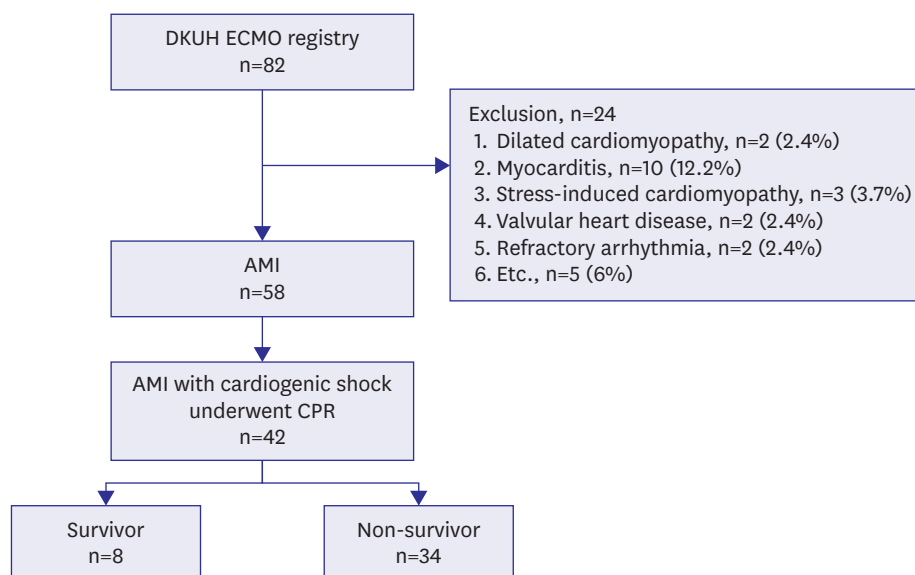 DKUH ECMO registry
n=82
Exclusion, n=24
1. Dilated cardiomyopathy, n=2 (2.4%)
2. Myocarditis, n=10 (12.2%)
3. Stress-induced cardiomyopathy, n=3 (3.7%)
4. Valvular heart disease, n=2 (2.4%)
5. Refractory arrhythmia, n=2 (2.4%)
6. Etc., n=5 (6%)
AMI
n=58
AMI with cardiogenic shock
underwent CPR
n=42
Survivor
n=8
Non-survivor
n=34